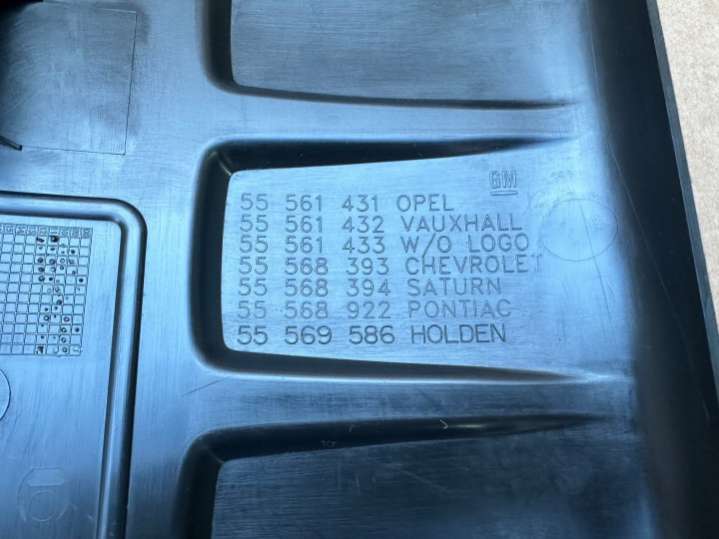 GM
55 561 431 OPEL
55 561 432 VAUXHALL
55 561 433 W/O LOGO
55 568 393 CHEVROLET
55 568 394 SATURN
55 568 922 PONTIAC
55 569 586 HOLDEN